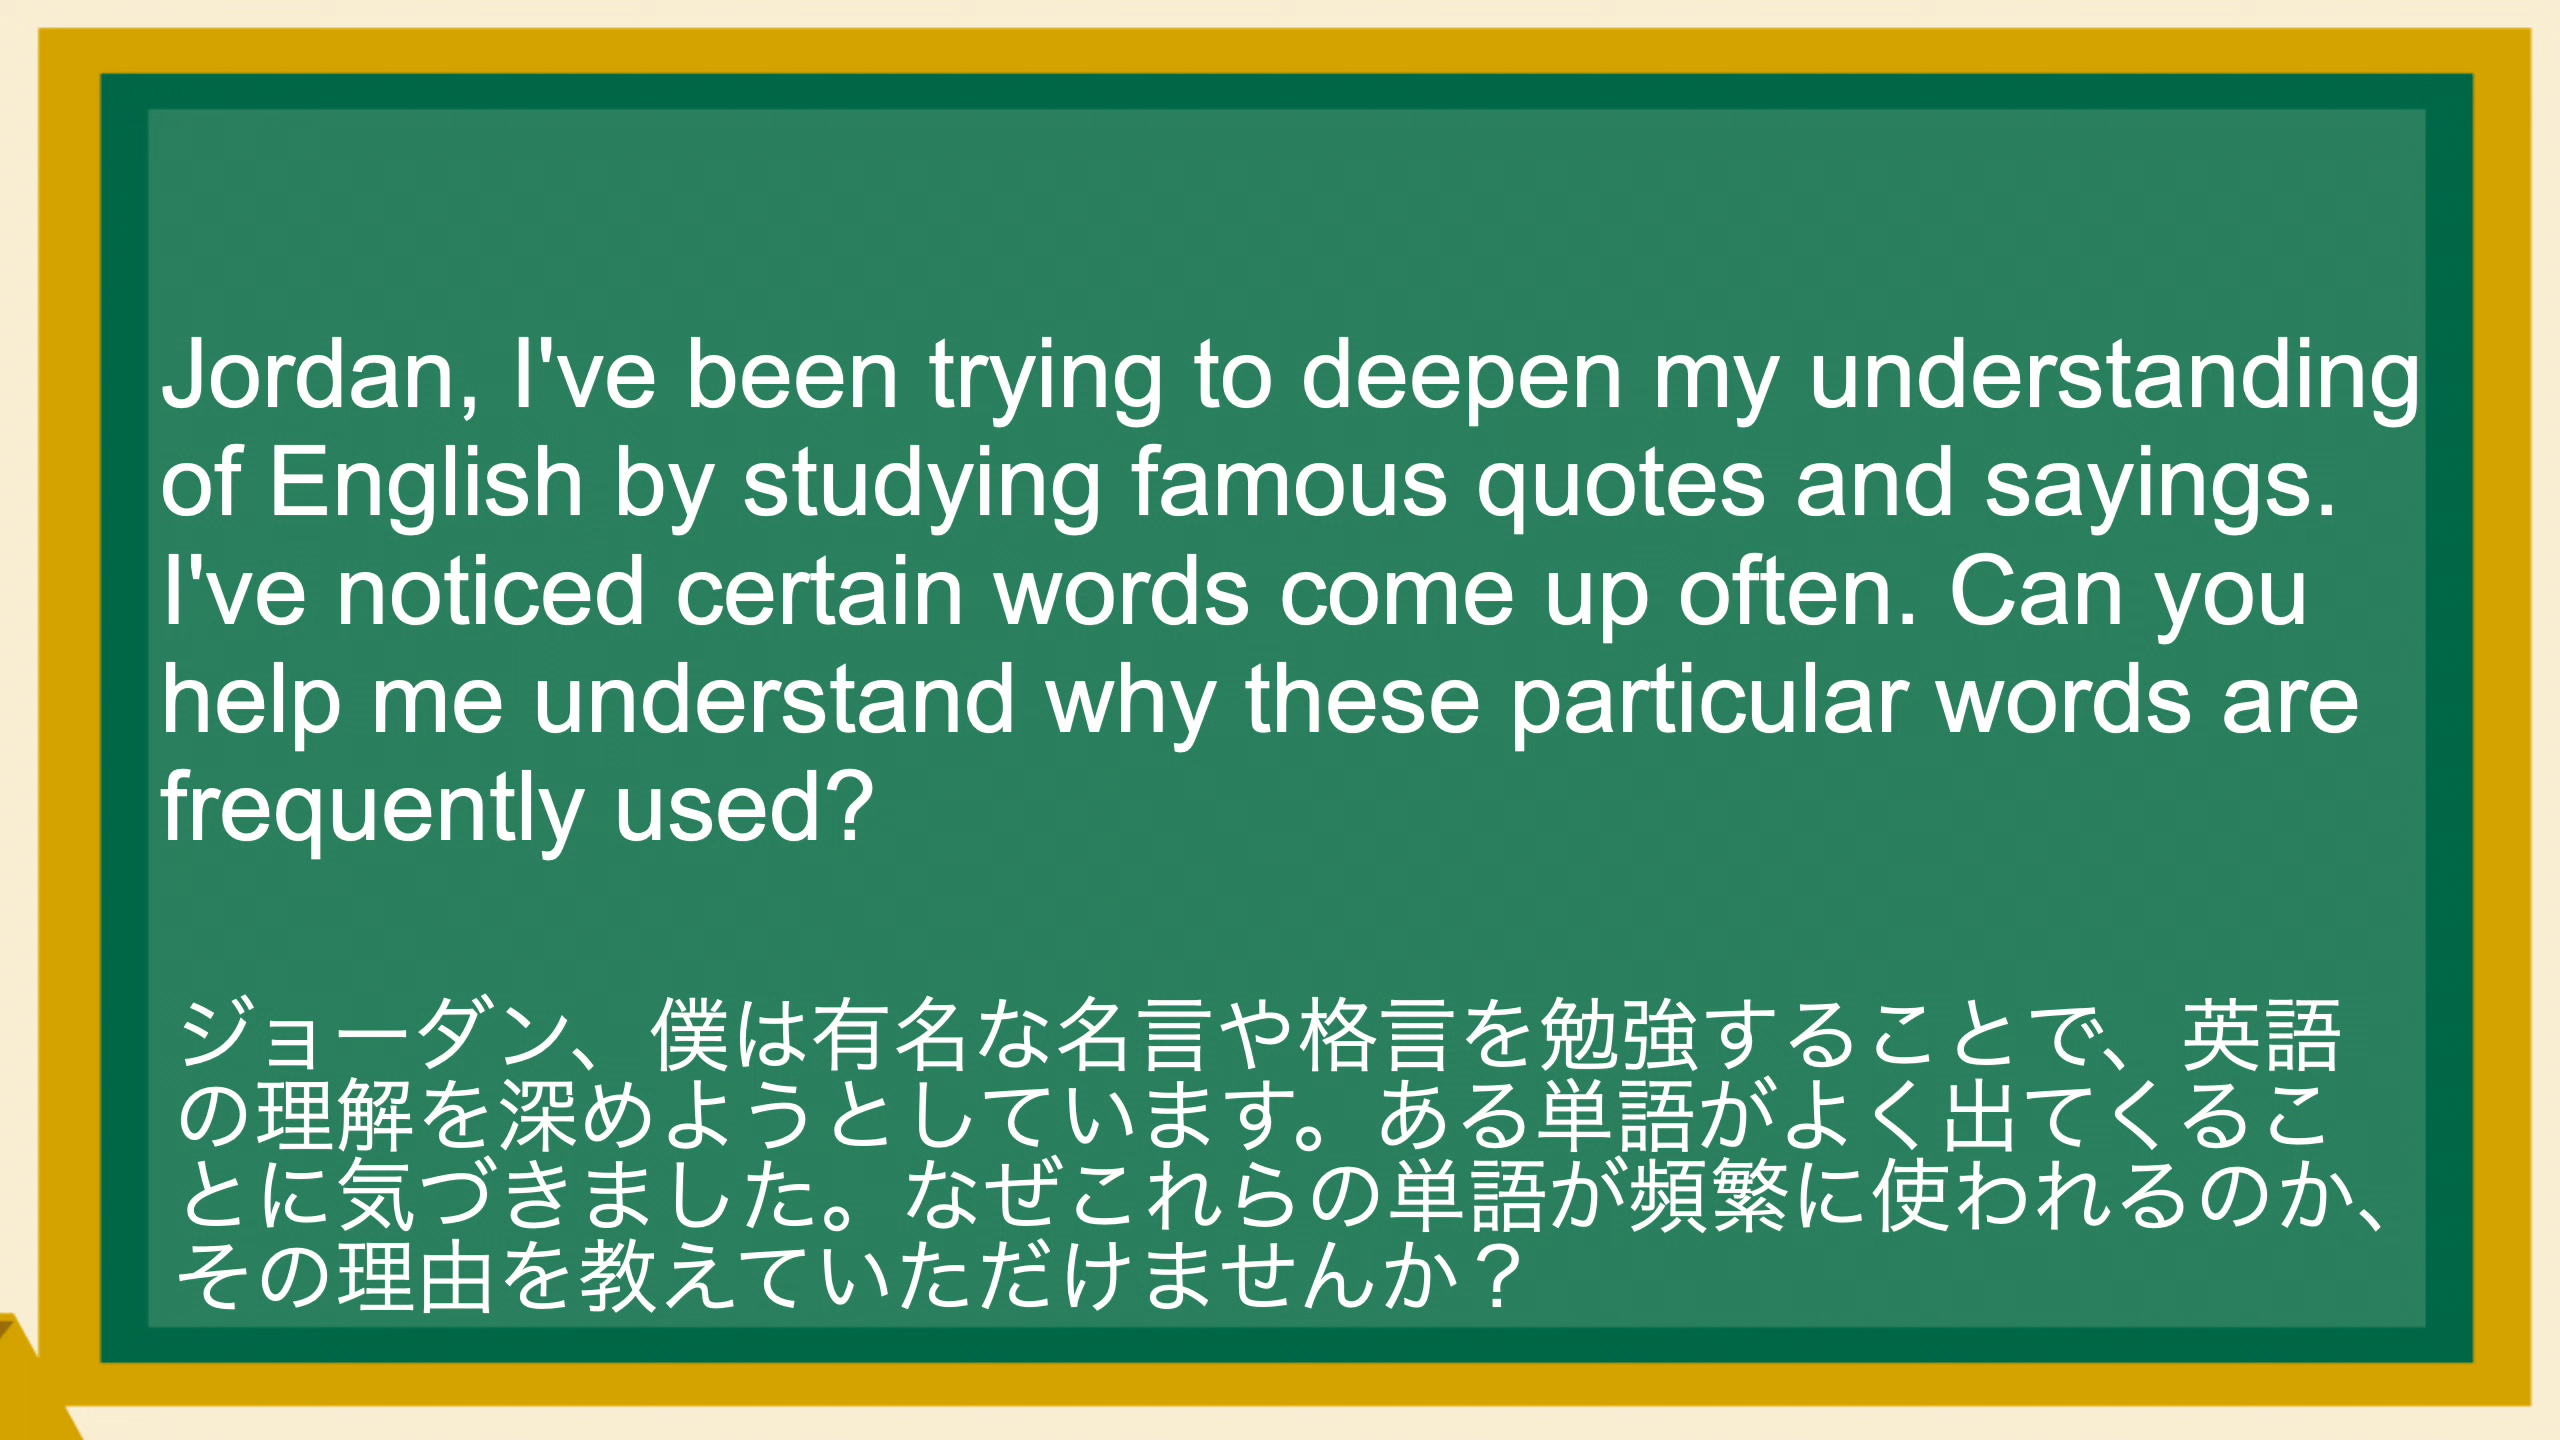 Jordan, I've been trying to deepen my understanding
of English by studying famous quotes and sayings.
I've noticed certain words come up often. Can you
help me understand why these particular words are
frequently used?
ジョーダン、僕は有名な名言や格言を勉強することで、英語
の理解を深めようとしています。ある単語がよく出てくるこ
とに気づきました。なぜこれらの単語が頻繁に使われるのか、
その理由を教えていただけませんか？